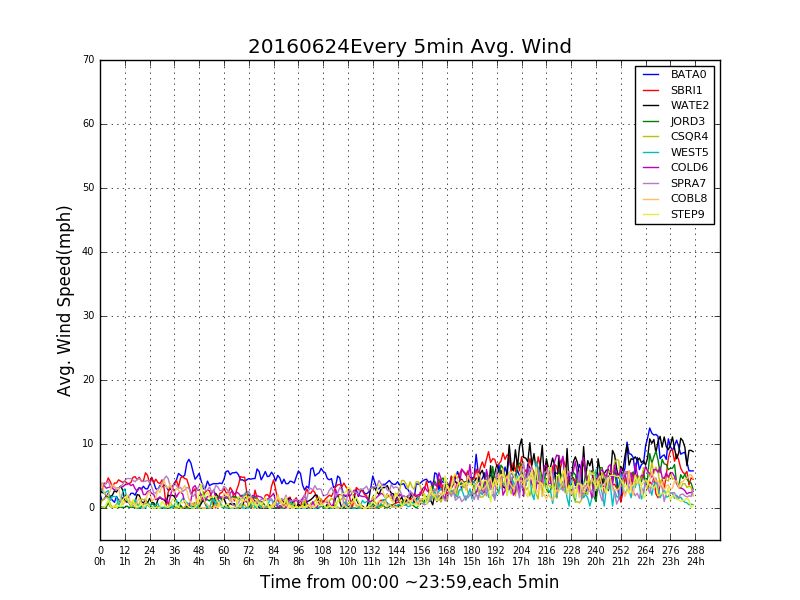 20160624Every 5min Avg. Wind
70
60
50
40
30
20
10
0
Avg. Wind Speed(mph)
BATA0
SBRI1
WATE2
JORD3
CSQR4
WEST5
COLD6
SPRA7
COBL8
STEP9
0 12 24 36 48 60 72 84 96 108 120 132 144 156 168 180 192 204 216 228 240 252 264 276 288
0h 1h 2h 3h 4h 5h 6h 7h 8h 9h 10h 11h 12h 13h 14h 15h 16h 17h 18h 19h 20h 21h 22h 23h 24h
Time from 00:00 ~23:59,each 5min